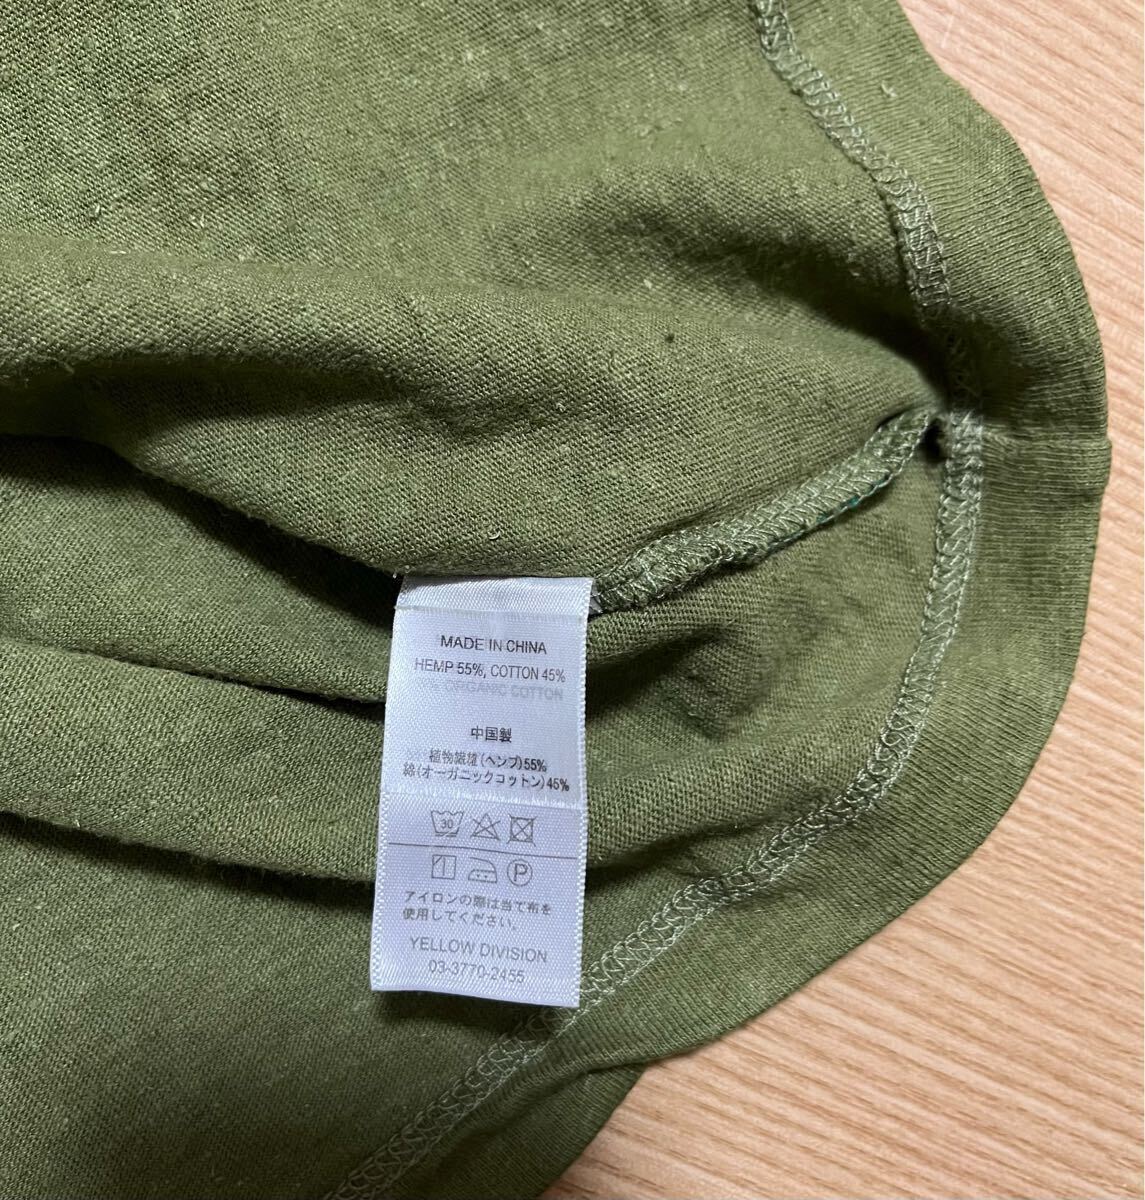 MADE IN CHINA
HEMP 55%, COTTON 45%
ORGANIC COTTON
中国製
植物繊維(ヘンプ)55%
綿(オーガニックコットン)45%
30
1
P
アイロンの際は当て布を
使用してください。
YELLOW DIVISION
03-3770-2455